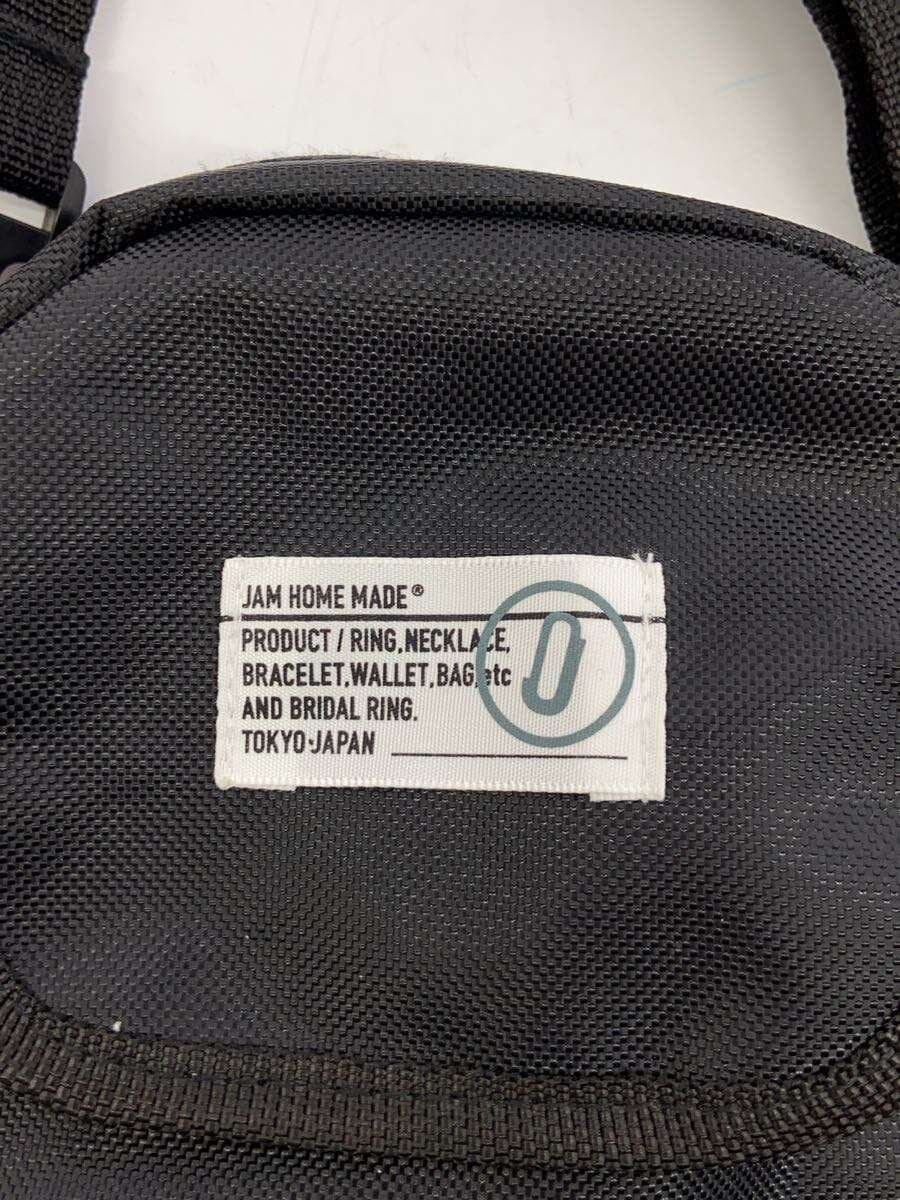 JAM HOME MADE®
PRODUCT / RING,NECKLACE,
BRACELET,WALLET,BAG,etc
AND BRIDAL RING.
TOKYO·JAPAN